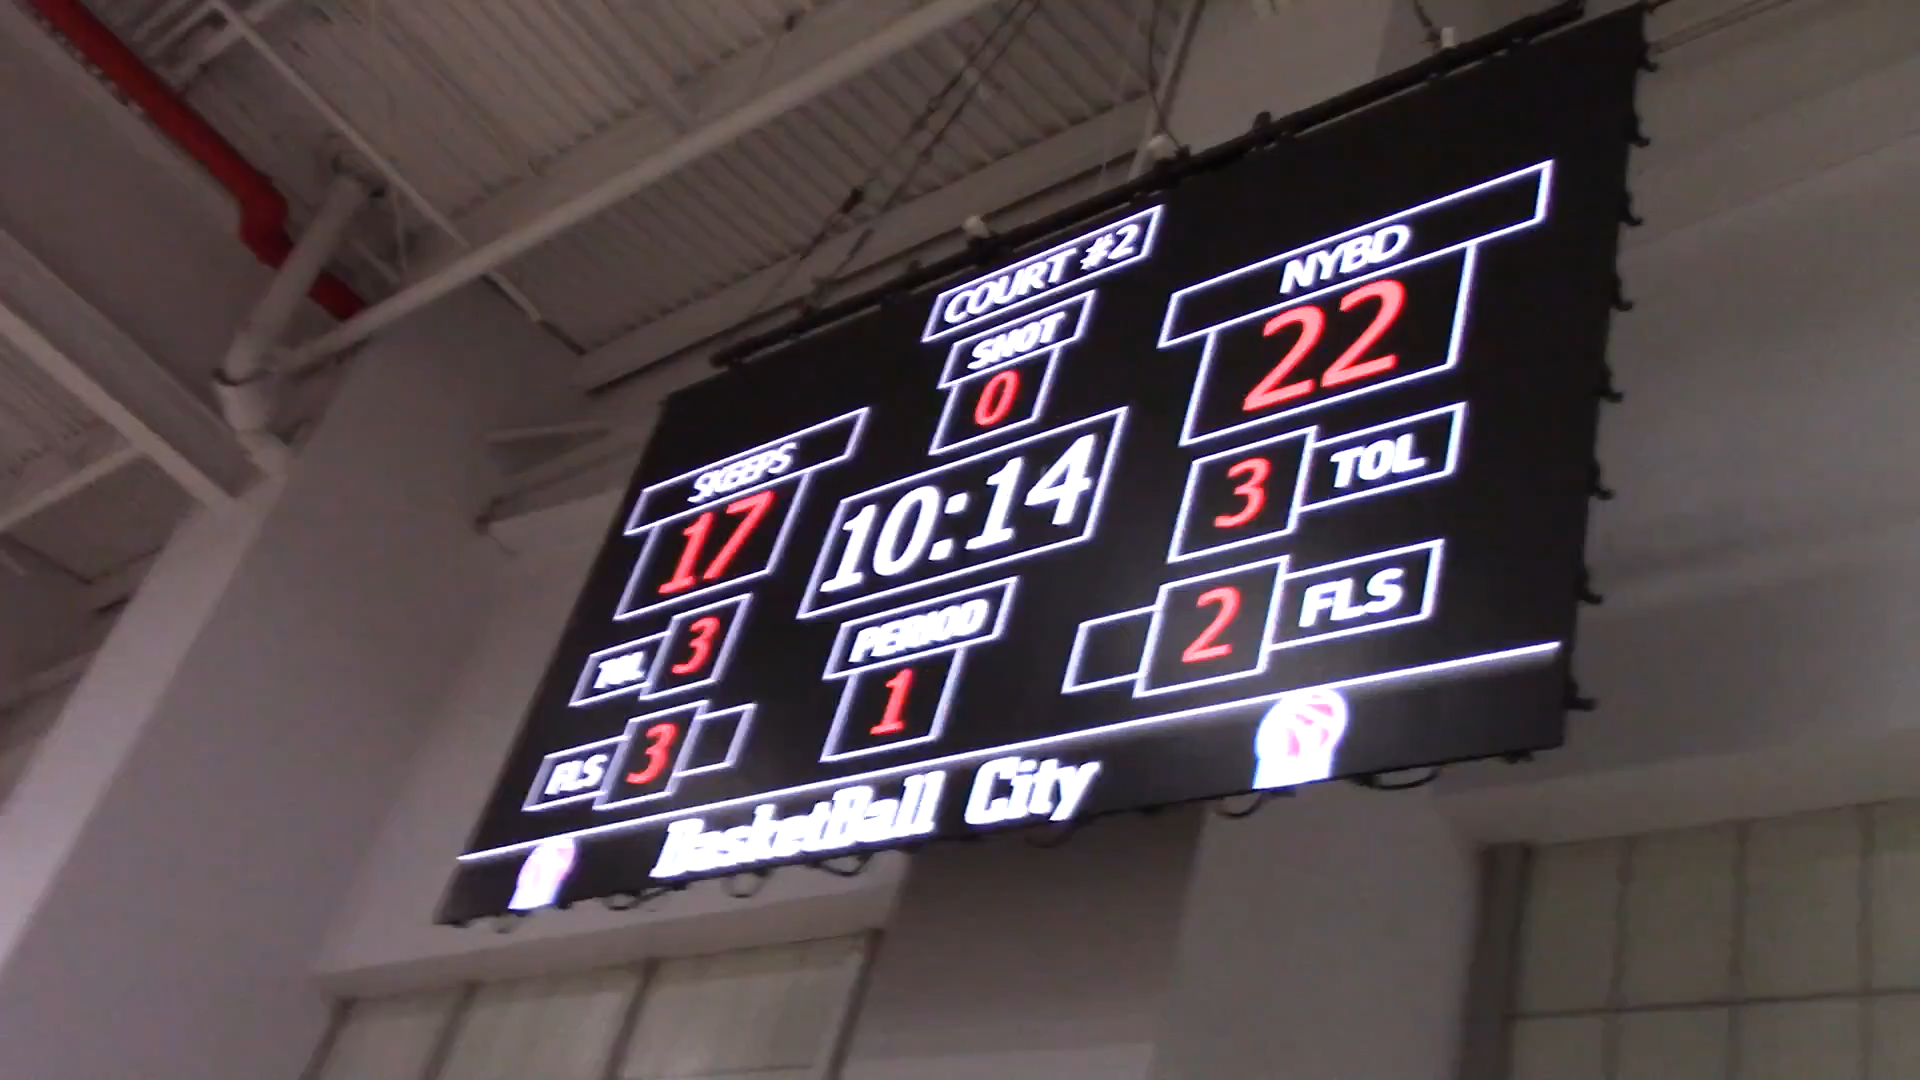 COURT #2
SHOT
0
SKEEPS
17
10:14
NYBD
22
TOL 3
3 TOL
PERIOD
1
FLS 3
2 FLS
BasketBall City